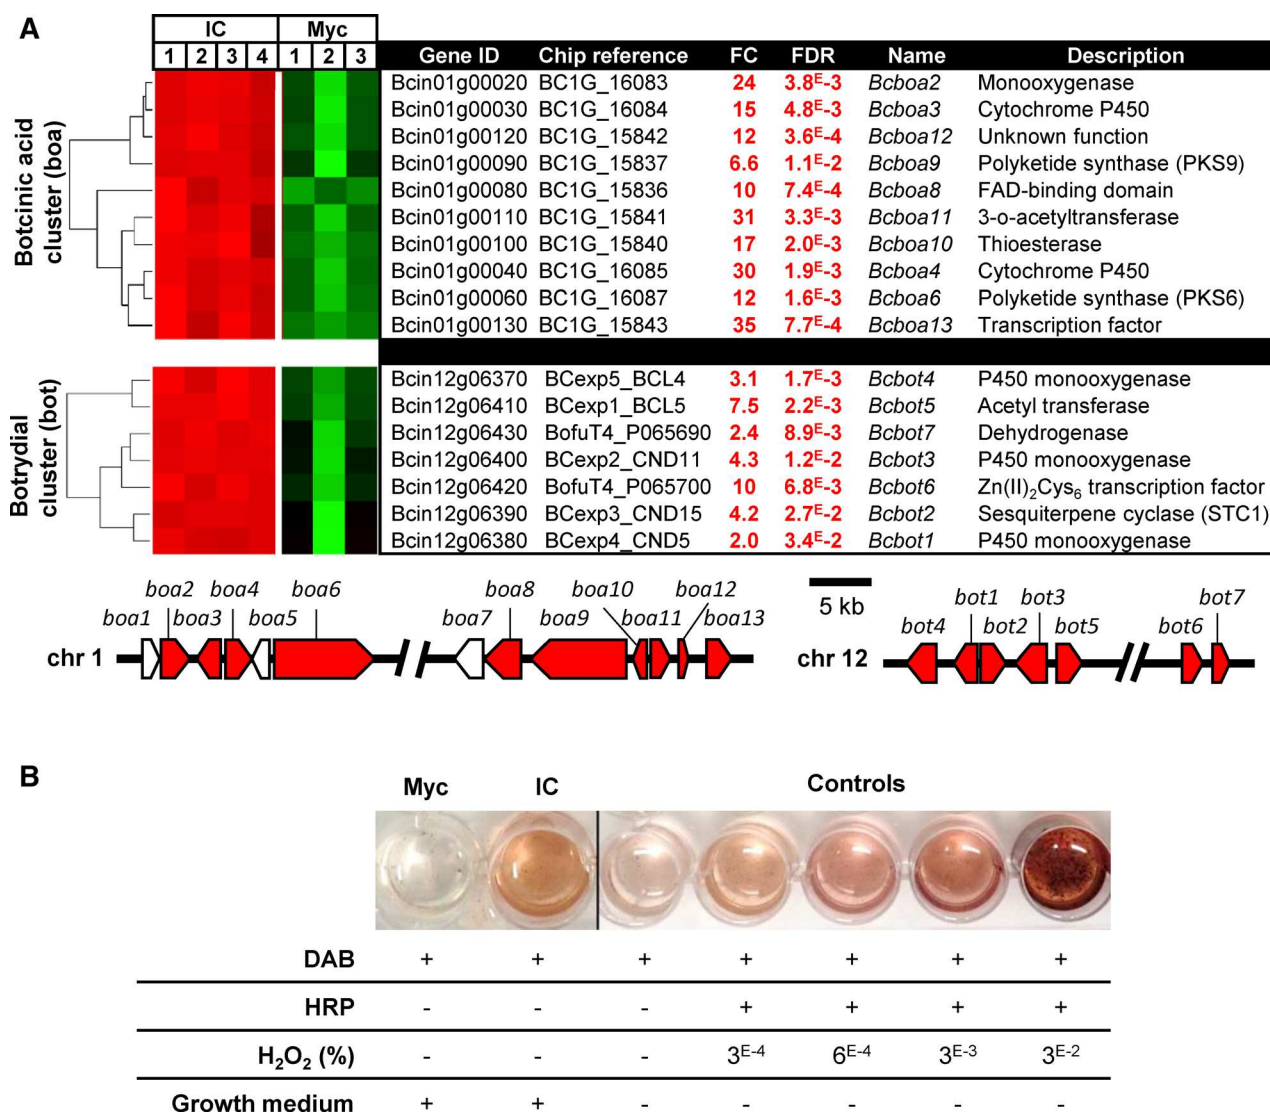 A
IC Myc
1 2 3 4 1 2 3 Gene ID Chip reference FC FDR Name Description
Botcinic acid
cluster (boa)
Bcin01g00020 BC1G_16083 24 3.8E-3 Bcboa2 Monooxygenase
Bcin01g00030 BC1G_16084 15 4.8E-3 Bcboa3 Cytochrome P450
Bcin01g00120 BC1G_15842 12 3.6E-4 Bcboa12 Unknown function
Bcin01g00090 BC1G_15837 6.6 1.1E-2 Bcboa9 Polyketide synthase (PKS9)
Bcin01g00080 BC1G_15836 10 7.4E-4 Bcboa8 FAD-binding domain
Bcin01g00110 BC1G_15841 31 3.3E-3 Bcboa11 3-o-acetyltransferase
Bcin01g00100 BC1G_15840 17 2.0E-3 Bcboa10 Thioesterase
Bcin01g00040 BC1G_16085 30 1.9E-3 Bcboa4 Cytochrome P450
Bcin01g00060 BC1G_16087 12 1.6E-3 Bcboa6 Polyketide synthase (PKS6)
Bcin01g00130 BC1G_15843 35 7.7E-4 Bcboa13 Transcription factor
Botrydial
cluster (bot)
Bcin12g06370 BCexp5_BCL4 3.1 1.7E-3 Bcbot4 P450 monooxygenase
Bcin12g06410 BCexp1_BCL5 7.5 2.2E-3 Bcbot5 Acetyl transferase
Bcin12g06430 BofuT4_P065690 2.4 8.9E-3 Bcbot7 Dehydrogenase
Bcin12g06400 BCexp2_CND11 4.3 1.2E-2 Bcbot3 P450 monooxygenase
Bcin12g06420 BofuT4_P065700 10 6.8E-3 Bcbot6 Zn(II)2Cys6 transcription factor
Bcin12g06390 BCexp3_CND15 4.2 2.7E-2 Bcbot2 Sesquiterpene cyclase (STC1)
Bcin12g06380 BCexp4_CND5 2.0 3.4E-2 Bcbot1 P450 monooxygenase
boa2 boa4 boa6 boa8 boa10 boa12 5 kb bot1 bot3 bot7
boa1 boa3 boa5 boa7 boa9 boa11 boa13 bot4 bot2 bot5 bot6
chr 1 chr 12
B
Myc IC Controls
DAB + + + + + + +
HRP - - - + + + +
H2O2 (%) - - - 3E-4 6E-4 3E-3 3E-2
Growth medium + + - - - - -